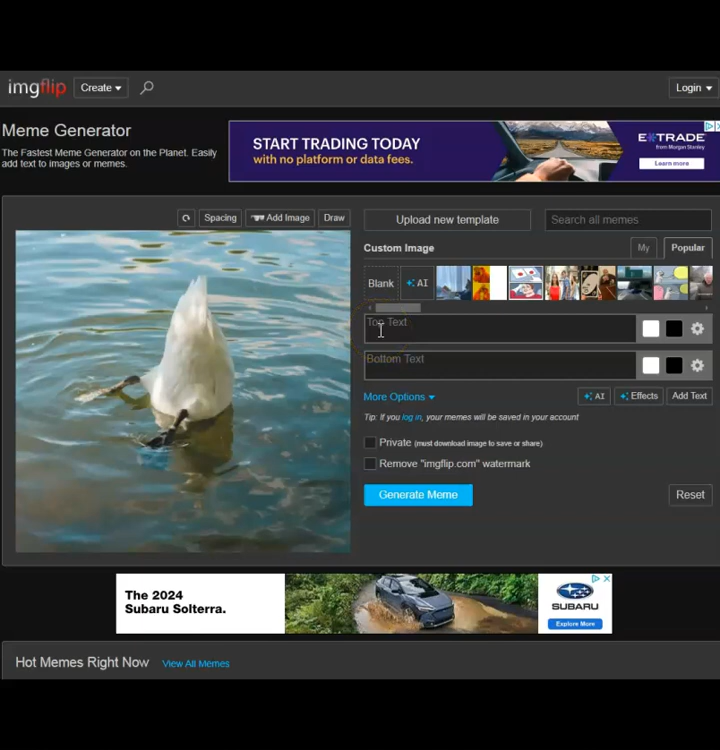 imgflip
Create ▾
Login ▾
Meme Generator
The Fastest Meme Generator on the Planet. Easily
add text to images or memes.
START TRADING TODAY
with no platform or data fees.
E*TRADE
from Morgan Stanley
Learn more
Spacing
Add Image
Draw
Upload new template
Search all memes
Custom Image
My
Popular
Blank
AI
Top Text
Bottom Text
More Options ▾
AI
Effects
Add Text
Tip: If you log in, your memes will be saved in your account
Private (must download image to save or share)
Remove "imgflip.com" watermark
Generate Meme
Reset
The 2024
Subaru Solterra.
SUBARU
Explore More
Hot Memes Right Now
View All Memes